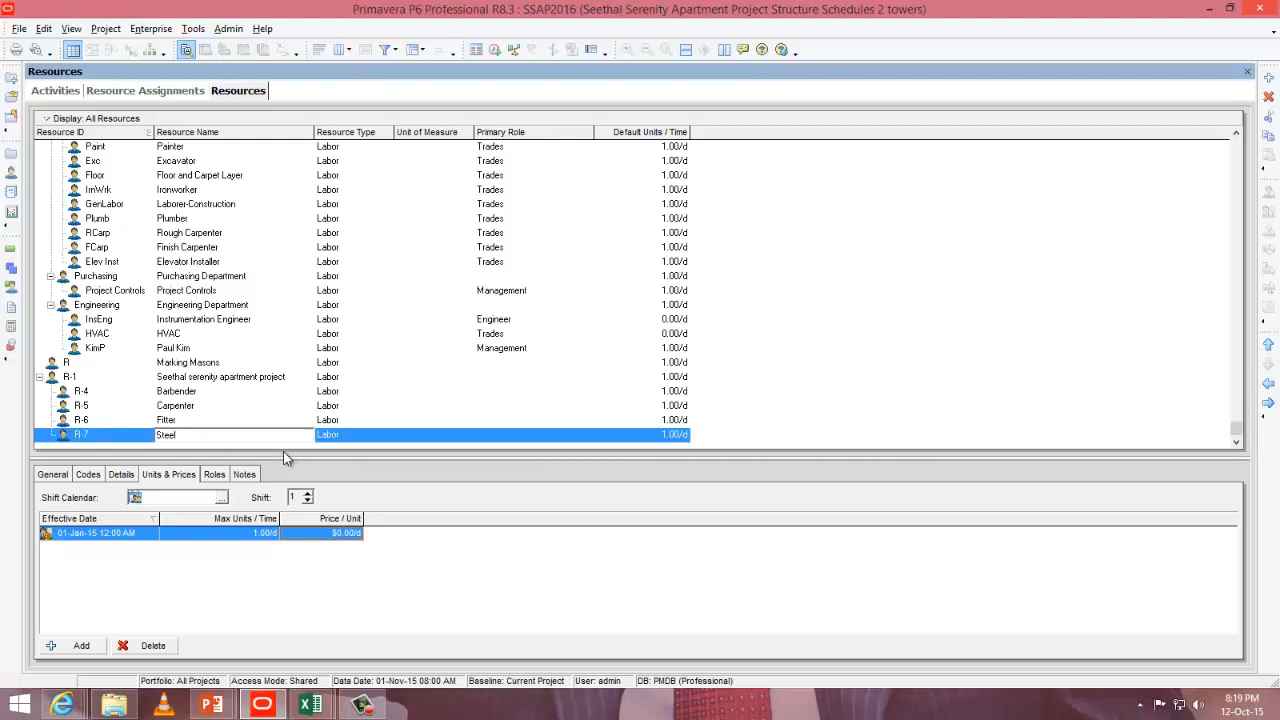 Primavera P6 Professional R8.3 : SSAP2016 (Seethal Serenity Apartment Project Structure Schedules 2 towers)
File Edit View Project Enterprise Tools Admin Help
Resources
Activities Resource Assignments Resources
Display: All Resources
Resource ID Resource Name Resource Type Unit of Measure Primary Role Default Units / Time
Paint Painter Labor Trades 1.00/d
Exc Excavator Labor Trades 1.00/d
Floor Floor and Carpet Layer Labor Trades 1.00/d
IrnWrk Ironworker Labor Trades 1.00/d
GenLabor Laborer-Construction Labor Trades 1.00/d
Plumb Plumber Labor Trades 1.00/d
RCarp Rough Carpenter Labor Trades 1.00/d
FCarp Finish Carpenter Labor Trades 1.00/d
Elev Inst Elevator Installer Labor Trades 1.00/d
Purchasing Purchasing Department Labor 1.00/d
Project Controls Project Controls Labor Management 1.00/d
Engineering Engineering Department Labor 1.00/d
InsEng Instrumentation Engineer Labor Engineer 0.00/d
HVAC HVAC Labor Trades 0.00/d
KimP Paul Kim Labor Management 1.00/d
R Marking Masons Labor 1.00/d
R-1 Seethal serenity apartment project Labor 1.00/d
R-4 Barbender Labor 1.00/d
R-5 Carpenter Labor 1.00/d
R-6 Fitter Labor 1.00/d
R-7 Steel Labor 1.00/d
General Codes Details Units & Prices Roles Notes
Shift Calendar: ... Shift: 1
Effective Date Max Units / Time Price / Unit
01-Jan-15 12:00 AM 1.00/d $0.00/d
Add Delete
Portfolio: All Projects Access Mode: Shared Data Date: 01-Nov-15 08:00 AM Baseline: Current Project User: admin DB: PMDB (Professional)
8:19 PM
12-Oct-15